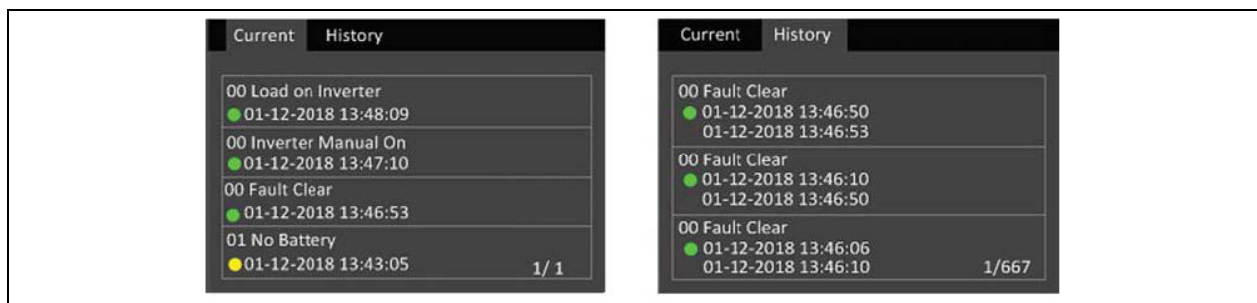 Current History
00 Load on Inverter
01-12-2018 13:48:09
00 Inverter Manual On
01-12-2018 13:47:10
00 Fault Clear
01-12-2018 13:46:53
01 No Battery
01-12-2018 13:43:05 1/ 1
Current History
00 Fault Clear
01-12-2018 13:46:50
01-12-2018 13:46:53
00 Fault Clear
01-12-2018 13:46:10
01-12-2018 13:46:50
00 Fault Clear
01-12-2018 13:46:06
01-12-2018 13:46:10 1/667